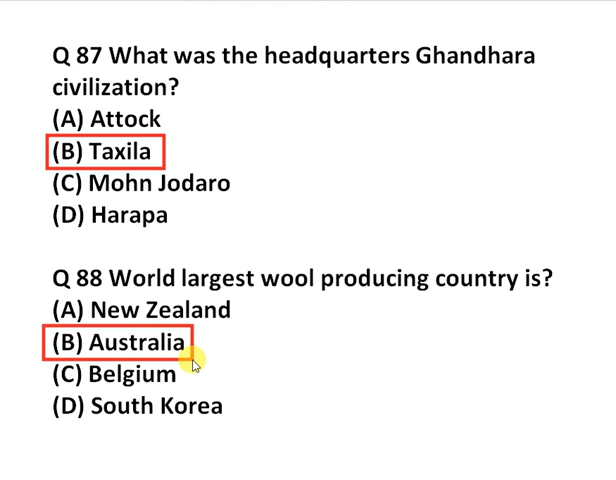 Q 87 What was the headquarters Ghandhara
civilization?
(A) Attock
(B) Taxila
(C) Mohn Jodaro
(D) Harapa
Q 88 World largest wool producing country is?
(A) New Zealand
(B) Australia
(C) Belgium
(D) South Korea